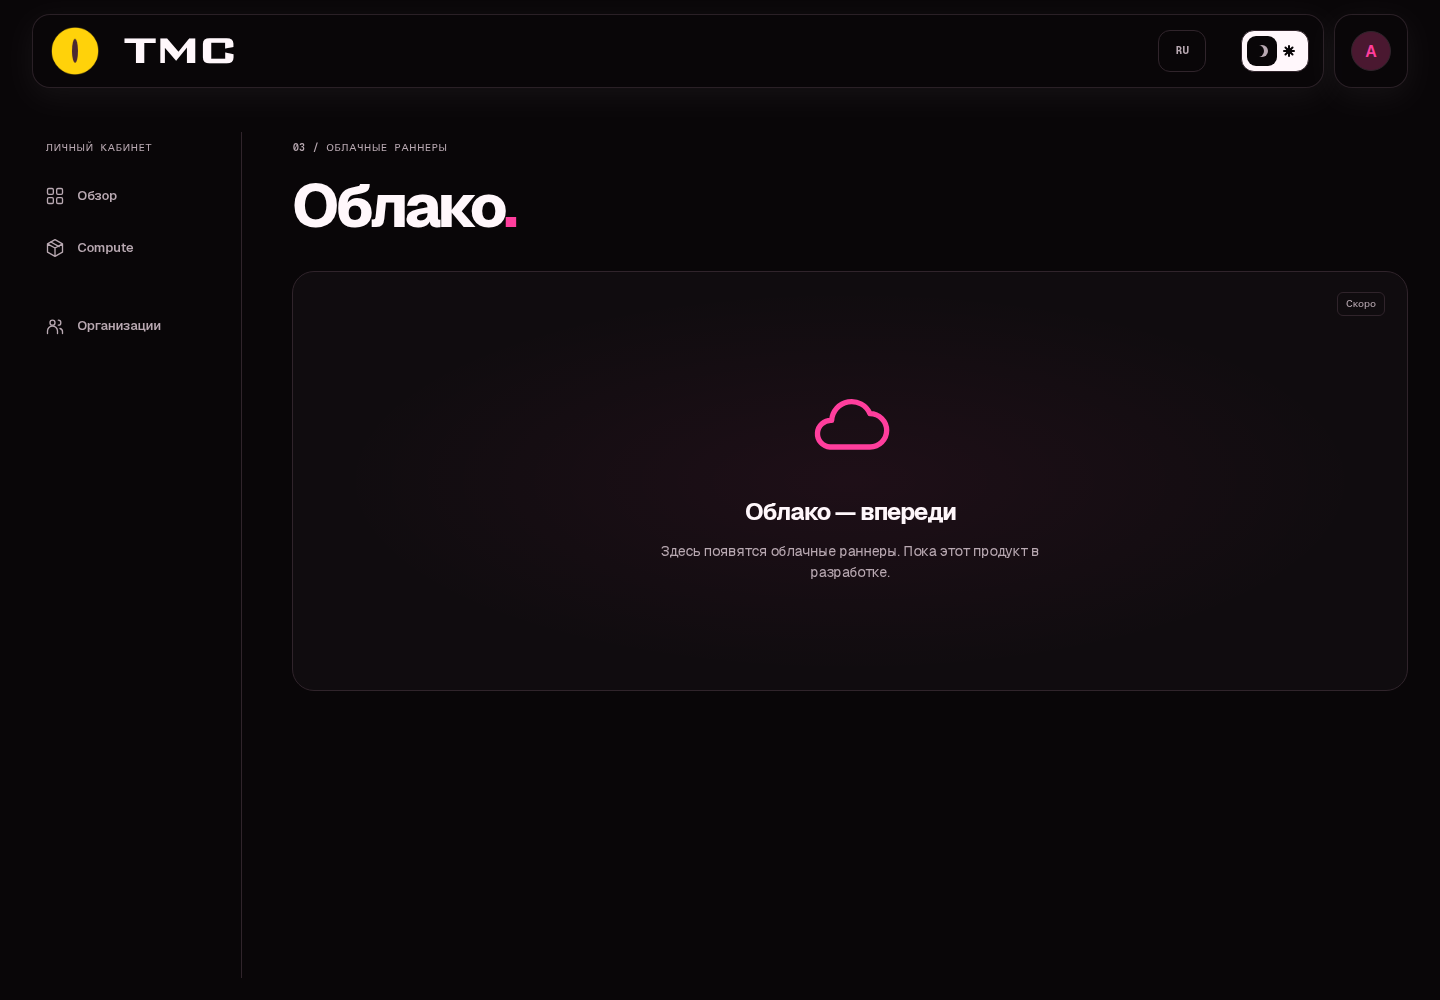 TMC
RU
A
ЛИЧНЫЙ КАБИНЕТ
Обзор
Compute
Организации
03 / ОБЛАЧНЫЕ РАННЕРЫ
Облако.
Скоро
Облако — впереди
Здесь появятся облачные раннеры. Пока этот продукт в
разработке.